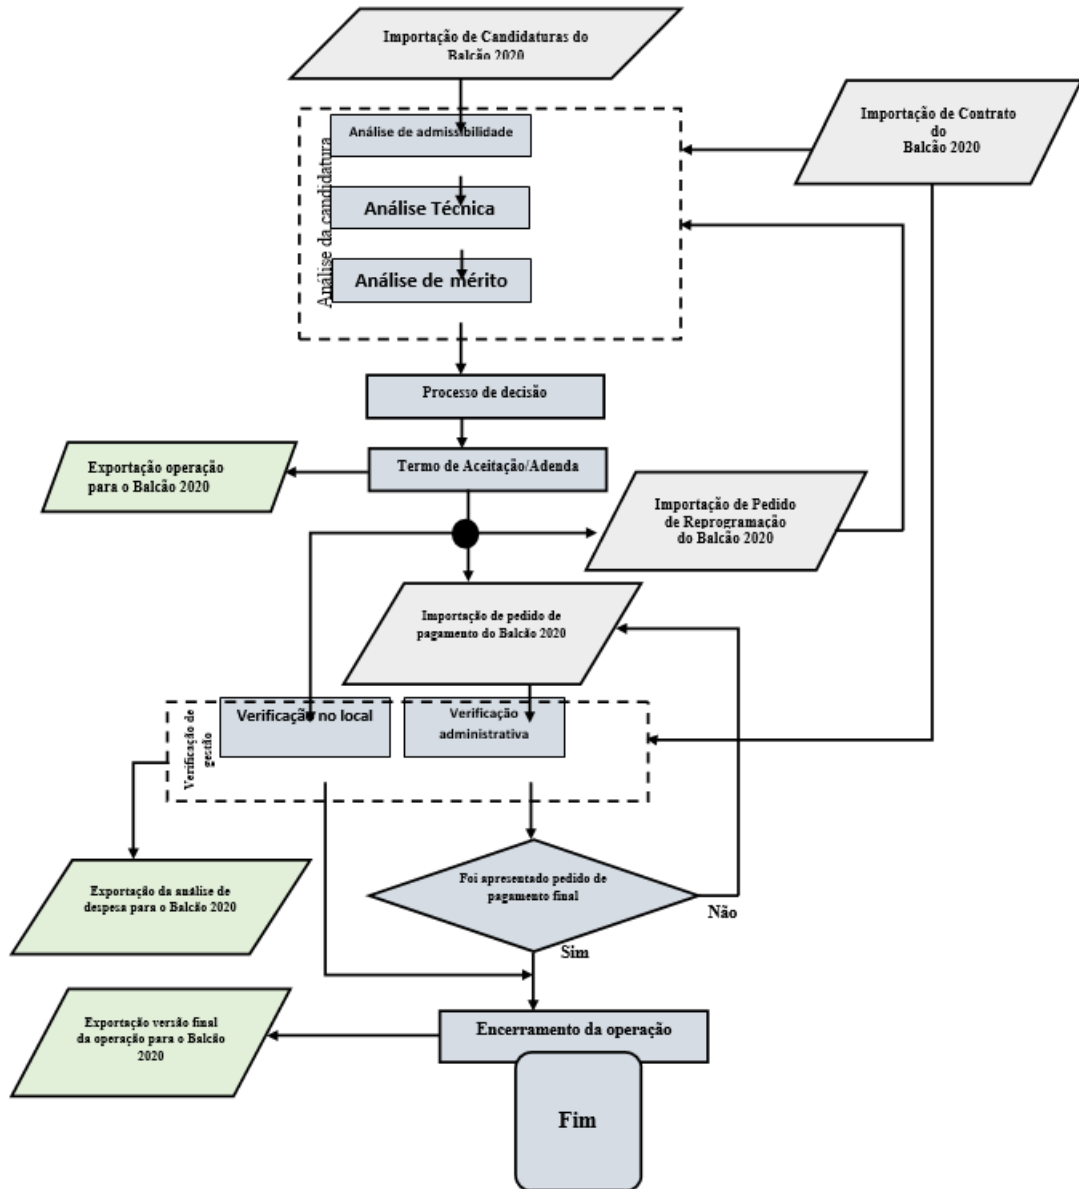 Importação de Candidaturas do
Balcão 2020
Importação de Contrato
do
Balcão 2020
Análise da candidatura
Análise de admissibilidade
Análise Técnica
Análise de mérito
Processo de decisão
Termo de Aceitação/Adenda
Exportação operação
para o Balcão 2020
Importação de Pedido
de Reprogramação
do Balcão 2020
Importação de pedido de
pagamento do Balcão 2020
Verificação de
gestão
Verificação no local
Verificação
administrativa
Foi apresentado pedido de
pagamento final
Não
Sim
Exportação da análise de
despesa para o Balcão 2020
Exportação versão final
da operação para o Balcão
2020
Encerramento da operação
Fim